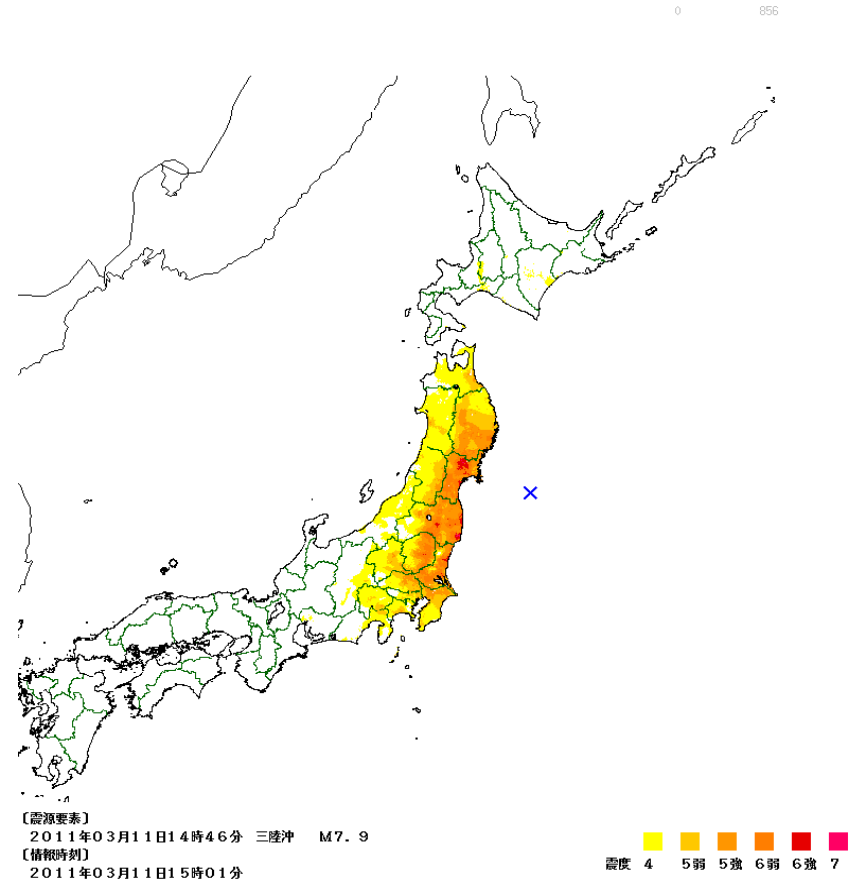 0 856
〔震源要素〕
2011年03月11日14時46分 三陸沖 M7.9
〔情報時刻〕
2011年03月11日15時01分
震度 4 5弱 5強 6弱 6強 7